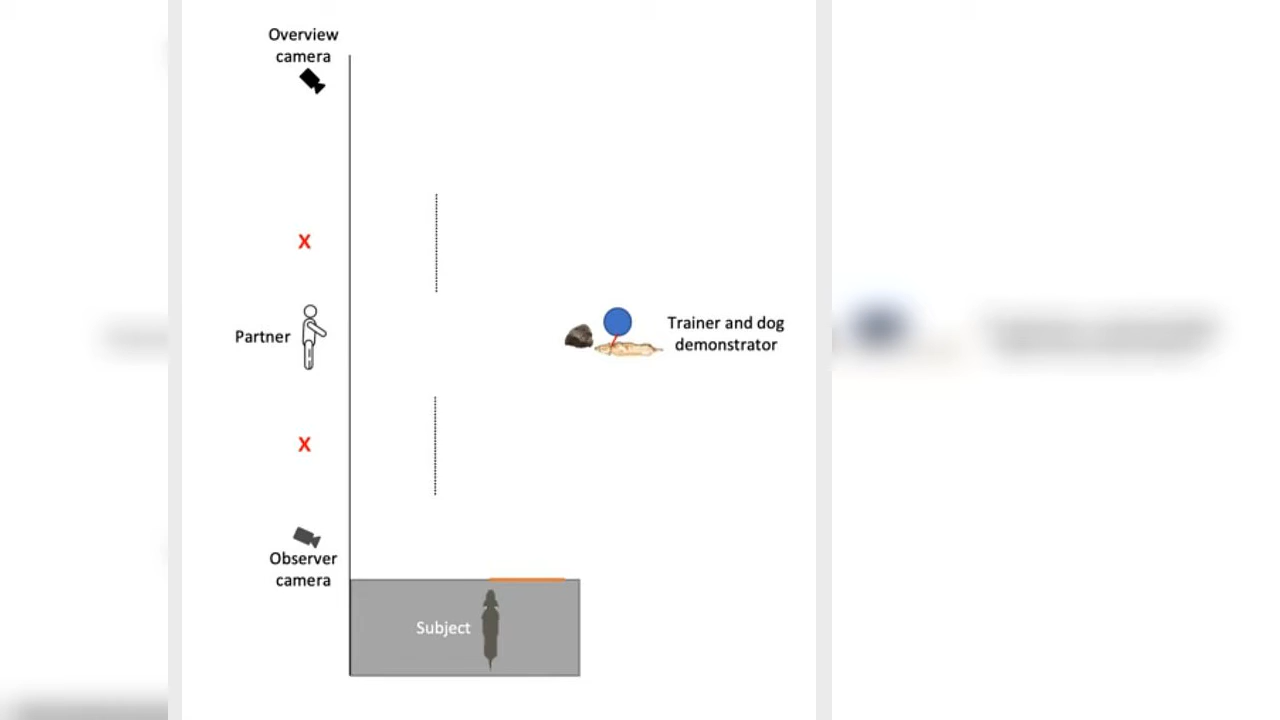 Overview
camera
X
Partner
Trainer and dog
demonstrator
X
Observer
camera
Subject